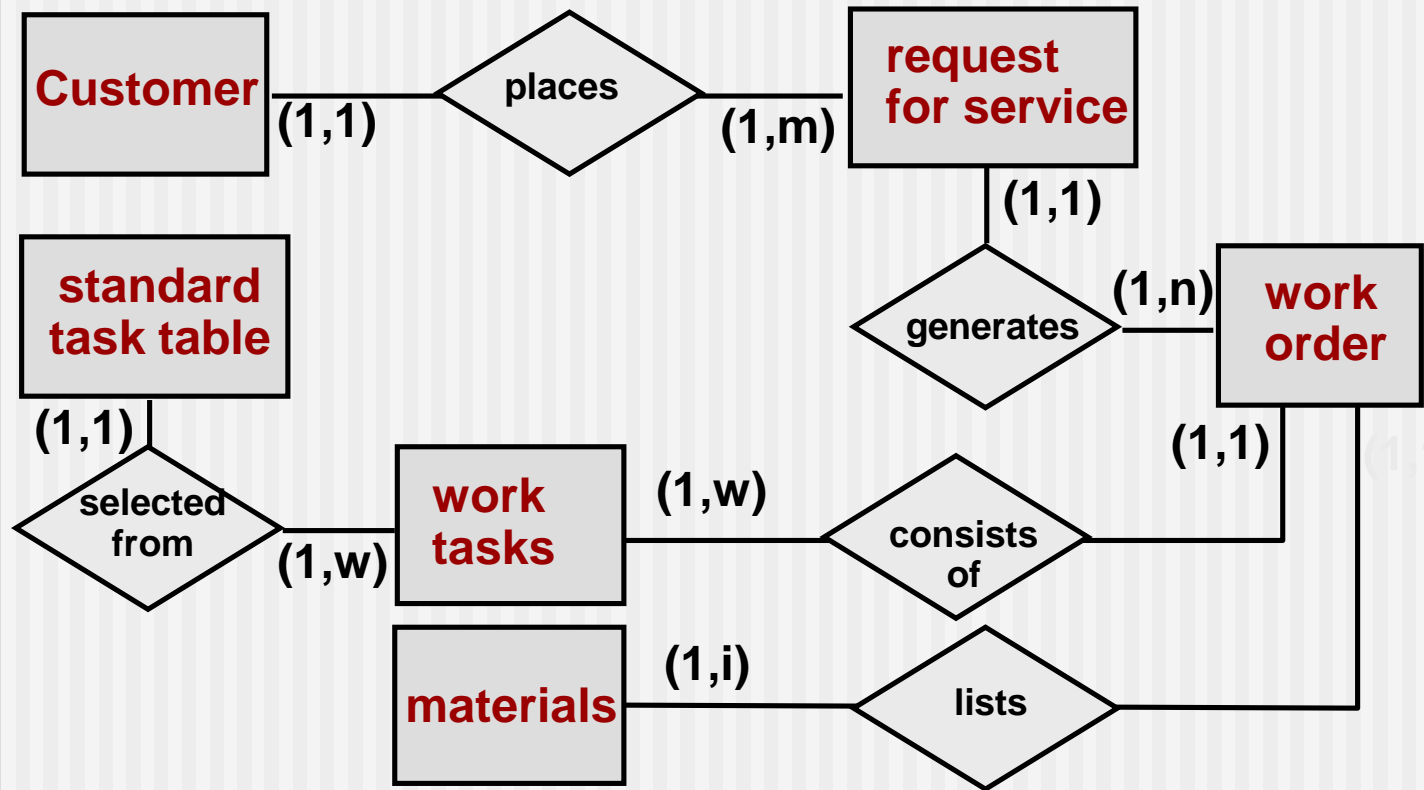 Customer
(1,1)
places
(1,m)
request
for service
(1,1)
standard
task table
(1,1)
generates
(1,n)
work
order
(1,1)
selected
from
(1,w)
work
tasks
(1,w)
consists
of
materials
(1,i)
lists